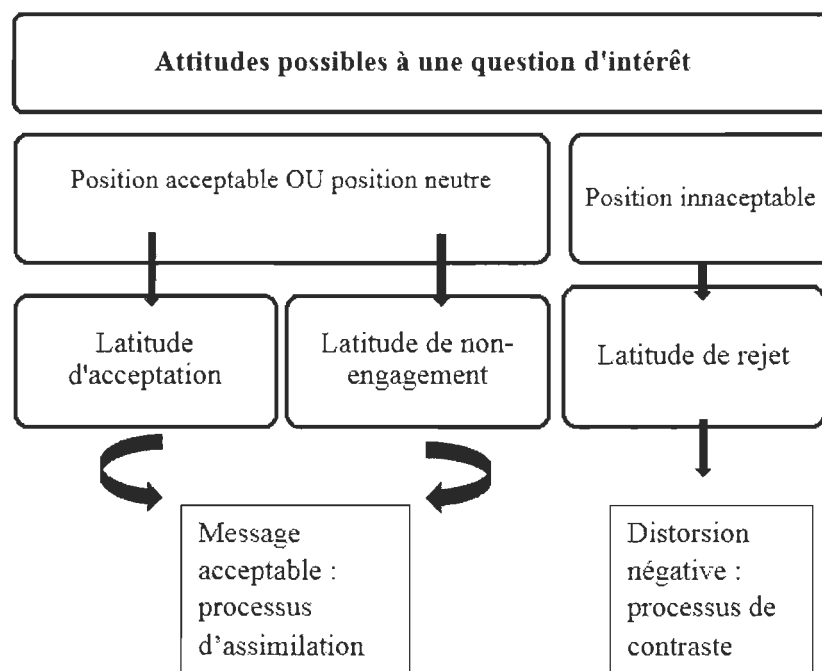 Attitudes possibles à une question d'intérêt
Position acceptable OU position neutre
Position innaceptable
Latitude
d'acceptation
Latitude de non-
engagement
Latitude de rejet
Message
acceptable :
processus
d’assimilation
Distorsion
négative :
processus de
contraste